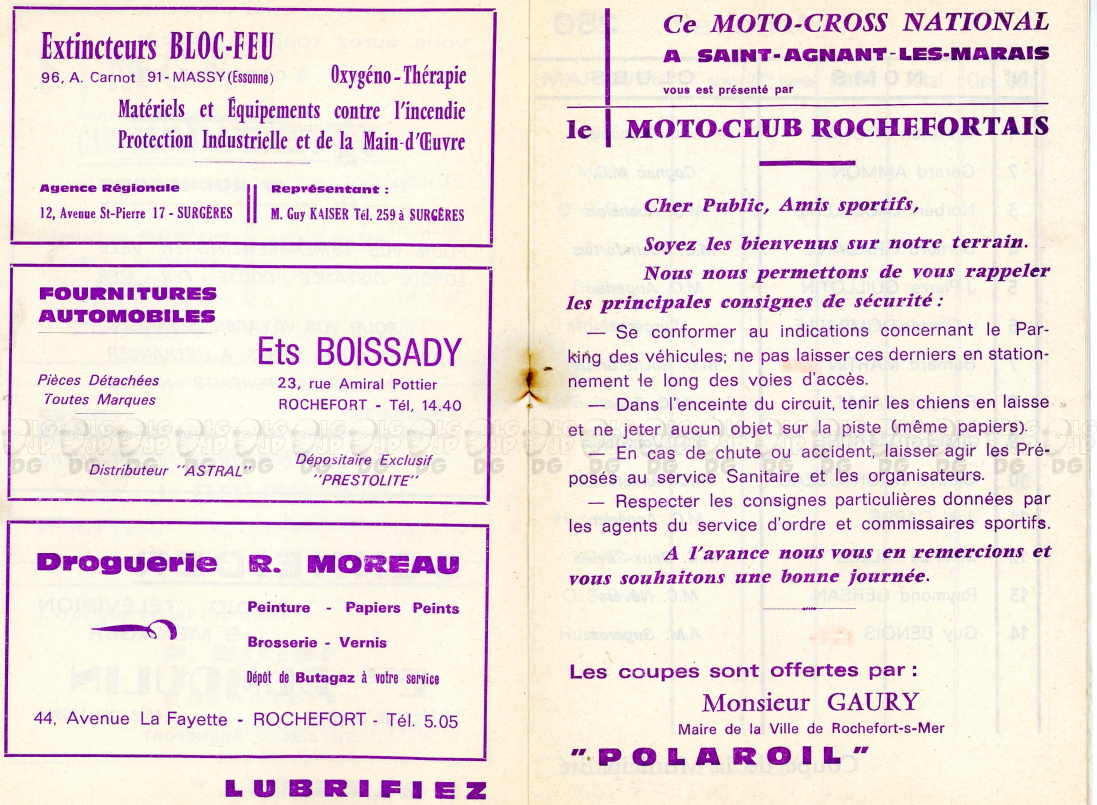 Extincteurs BLOC-FEU
96, A. Carnot 91 - MASSY (Essonne)
Oxygéno-Thérapie
Matériels et Équipements contre l'incendie
Protection Industrielle et de la Main-d'Œuvre
Agence Régionale
12, Avenue St-Pierre 17 - SURGÈRES
Représentant :
M. Guy KAISER Tél. 259 à SURGÈRES
FOURNITURES
AUTOMOBILES
Ets BOISSADY
Pièces Détachées
Toutes Marques
23, rue Amiral Pottier
ROCHEFORT - Tél, 14.40
Distributeur "ASTRAL"
Dépositaire Exclusif
"PRESTOLITE"
Droguerie R. MOREAU
Peinture - Papiers Peints
Brosserie - Vernis
Dépôt de Butagaz à votre service
44, Avenue La Fayette - ROCHEFORT - Tél. 5.05
LUBRIFIEZ
Ce MOTO-CROSS NATIONAL
A SAINT-AGNANT-LES-MARAIS
vous est présenté par
le MOTO-CLUB ROCHEFORTAIS
Cher Public, Amis sportifs,
Soyez les bienvenus sur notre terrain.
Nous nous permettons de vous rappeler
les principales consignes de sécurité :
— Se conformer au indications concernant le Par-
king des véhicules; ne pas laisser ces derniers en station-
nement le long des voies d'accès.
— Dans l'enceinte du circuit, tenir les chiens en laisse
et ne jeter aucun objet sur la piste (même papiers).
— En cas de chute ou accident, laisser agir les Pré-
posés au service Sanitaire et les organisateurs.
— Respecter les consignes particulières données par
les agents du service d'ordre et commissaires sportifs.
A l'avance nous vous en remercions et
vous souhaitons une bonne journée.
Les coupes sont offertes par :
Monsieur GAURY
Maire de la Ville de Rochefort-s-Mer
"POLAROIL"